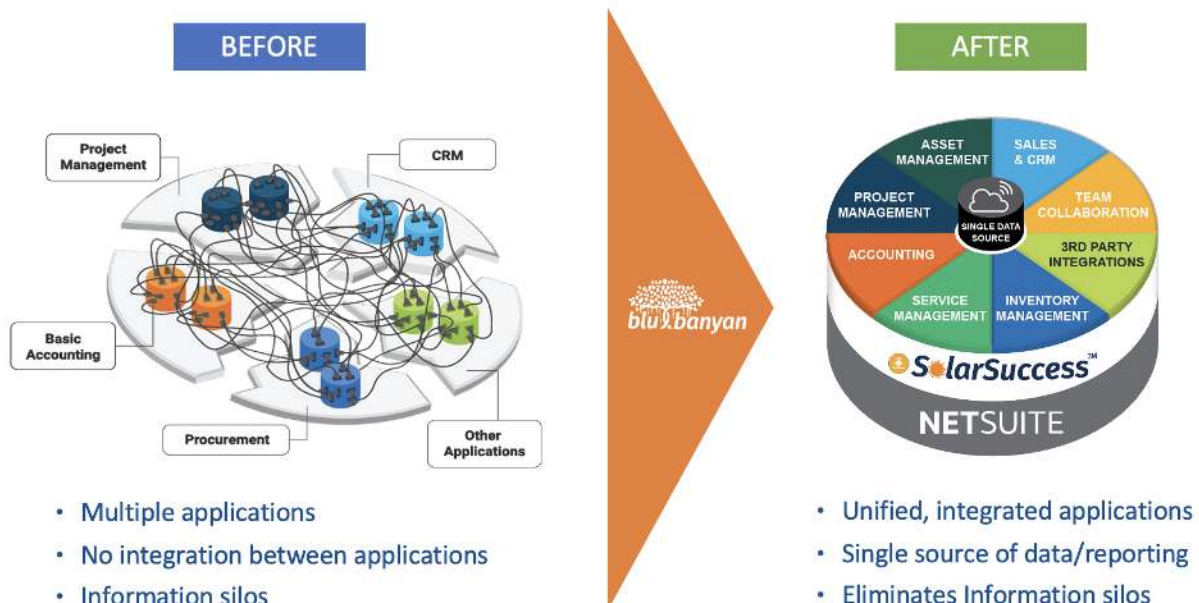 BEFORE
Project
Management
CRM
Basic
Accounting
Procurement
Other
Applications
• Multiple applications
• No integration between applications
• Information silos
blu banyan
AFTER
ASSET
MANAGEMENT
SALES
& CRM
PROJECT
MANAGEMENT
TEAM
COLLABORATION
SINGLE DATA
SOURCE
ACCOUNTING
3RD PARTY
INTEGRATIONS
SERVICE
MANAGEMENT
INVENTORY
MANAGEMENT
SolarSuccess™
NETSUITE
• Unified, integrated applications
• Single source of data/reporting
• Eliminates Information silos